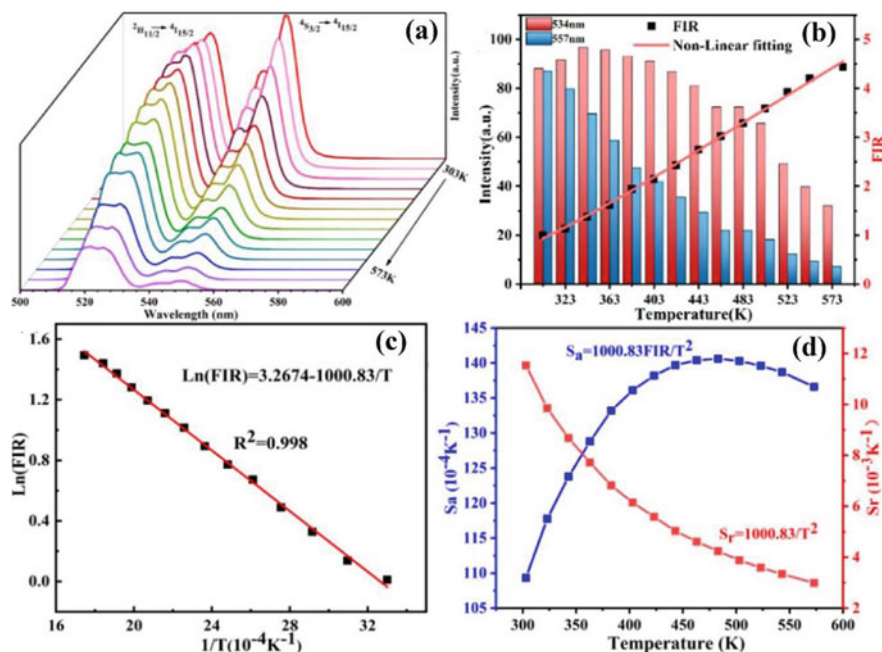 (a)
²H₁₁/₂ → ⁴I₁₅/₂
⁴S₃/₂ → ⁴I₁₅/₂
Intensity(a.u.)
303K
573K
500 520 540 560 580 600
Wavelength (nm)
(b)
534nm
557nm
FIR
Non-Linear fitting
100
80
60
40
20
0
Intensity(a.u.)
5
4
3
2
1
0
FIR
323 363 403 443 483 523 573
Temperature(K)
(c)
1.6
1.2
0.8
0.4
0.0
Ln(FIR)
Ln(FIR)=3.2674-1000.83/T
R²=0.998
16 20 24 28 32 36
1/T(10⁻⁴K⁻¹)
(d)
145
140
135
130
125
120
115
110
105
Sa (10⁻⁴K⁻¹)
Sa=1000.83FIR/T²
Sr=1000.83/T²
12
10
8
6
4
2
Sr (10⁻³K⁻¹)
300 350 400 450 500 550 600
Temperature (K)